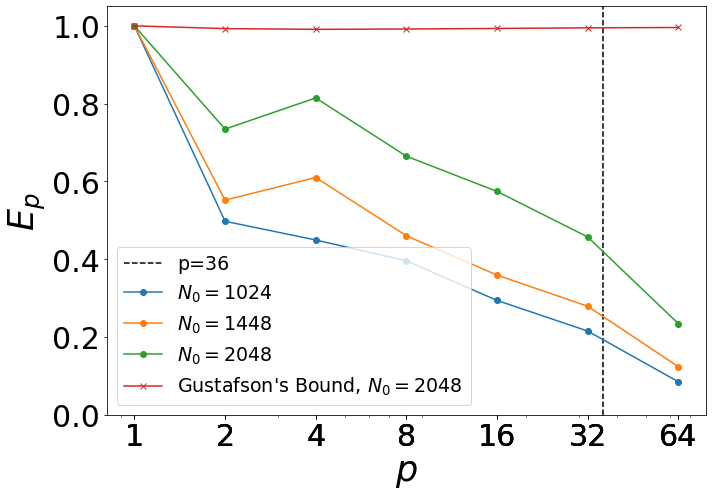 1.0
0.8
0.6
0.4
0.2
0.0
E_p
p=36
N_0 = 1024
N_0 = 1448
N_0 = 2048
Gustafson's Bound, N_0 = 2048
1 2 4 8 16 32 64
p